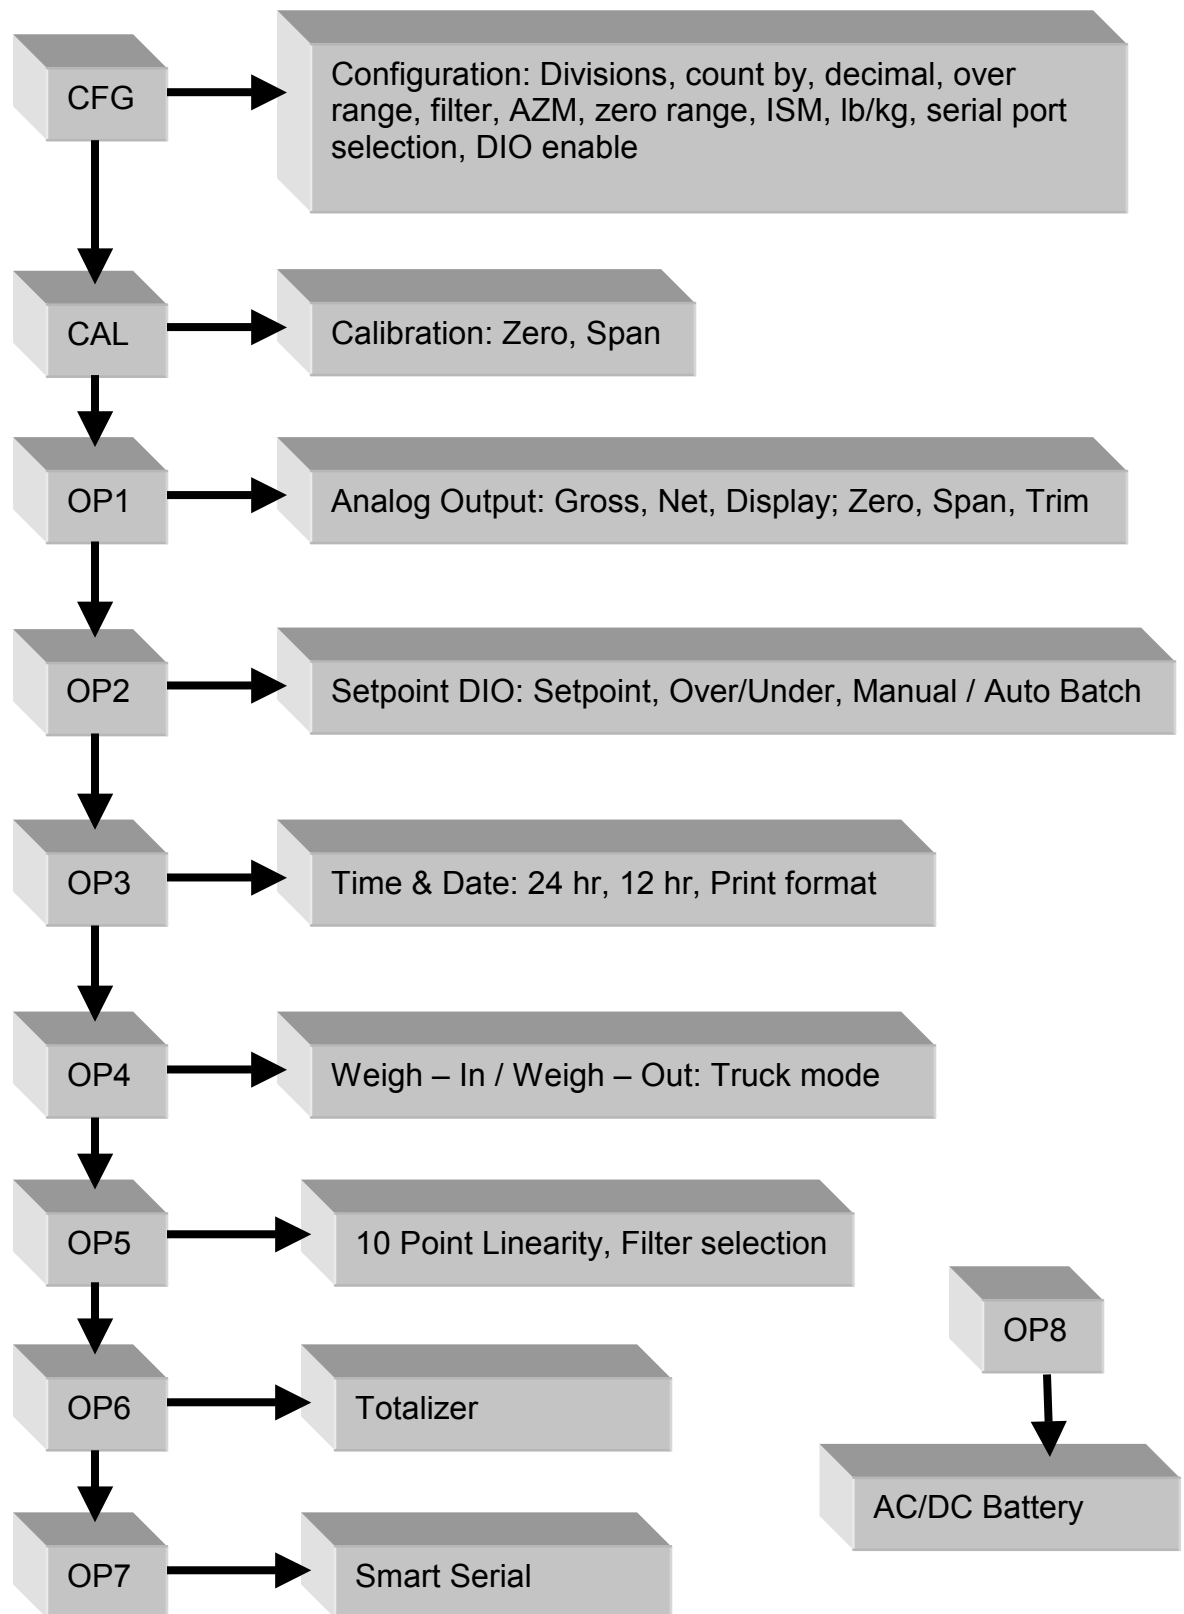 CFG
Configuration: Divisions, count by, decimal, over
range, filter, AZM, zero range, ISM, lb/kg, serial port
selection, DIO enable
CAL
Calibration: Zero, Span
OP1
Analog Output: Gross, Net, Display; Zero, Span, Trim
OP2
Setpoint DIO: Setpoint, Over/Under, Manual / Auto Batch
OP3
Time & Date: 24 hr, 12 hr, Print format
OP4
Weigh – In / Weigh – Out: Truck mode
OP5
10 Point Linearity, Filter selection
OP8
OP6
Totalizer
AC/DC Battery
OP7
Smart Serial